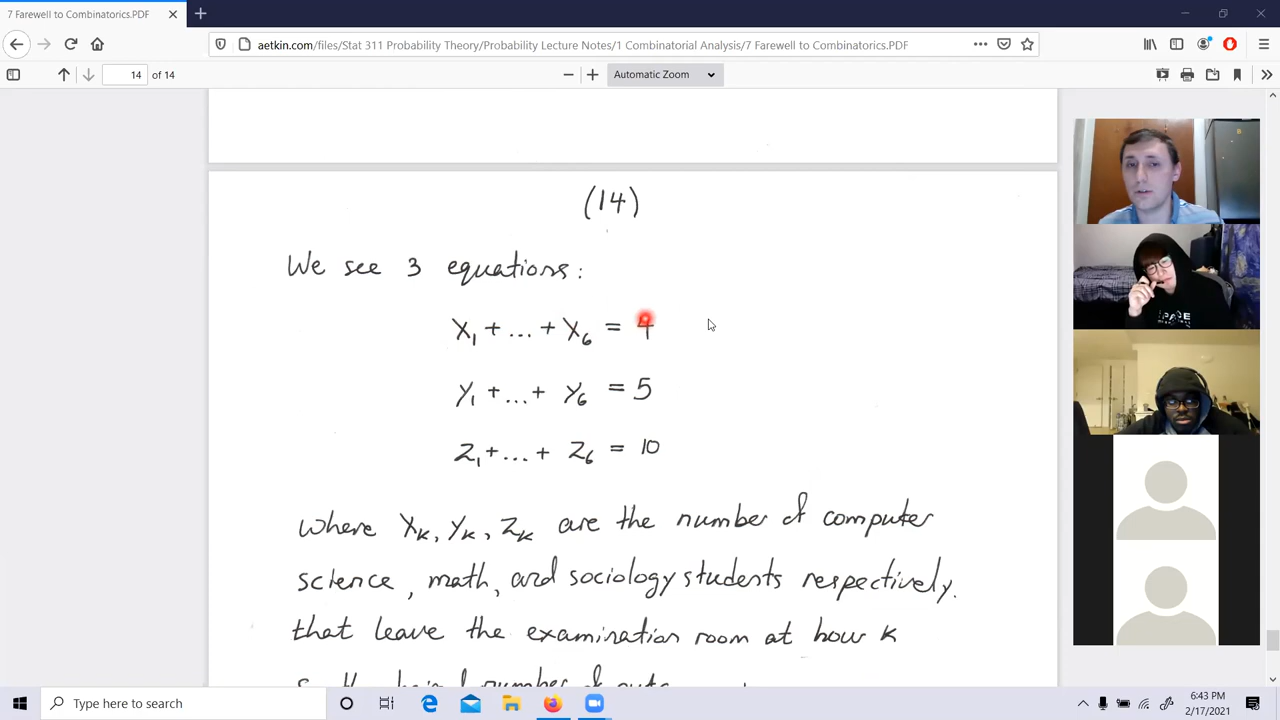 7 Farewell to Combinatorics.PDF
aetkin.com/files/Stat 311 Probability Theory/Probability Lecture Notes/1 Combinatorial Analysis/7 Farewell to Combinatorics.PDF
14 of 14
Automatic Zoom
(14)
We see 3 equations:
X₁ + ... + X₆ = 4
Y₁ + ... + Y₆ = 5
Z₁ + ... + Z₆ = 10
where Xₖ, Yₖ, Zₖ are the number of computer
science, math, and sociology students respectively.
that leave the examination room at hour k
Type here to search
6:43 PM
2/17/2021